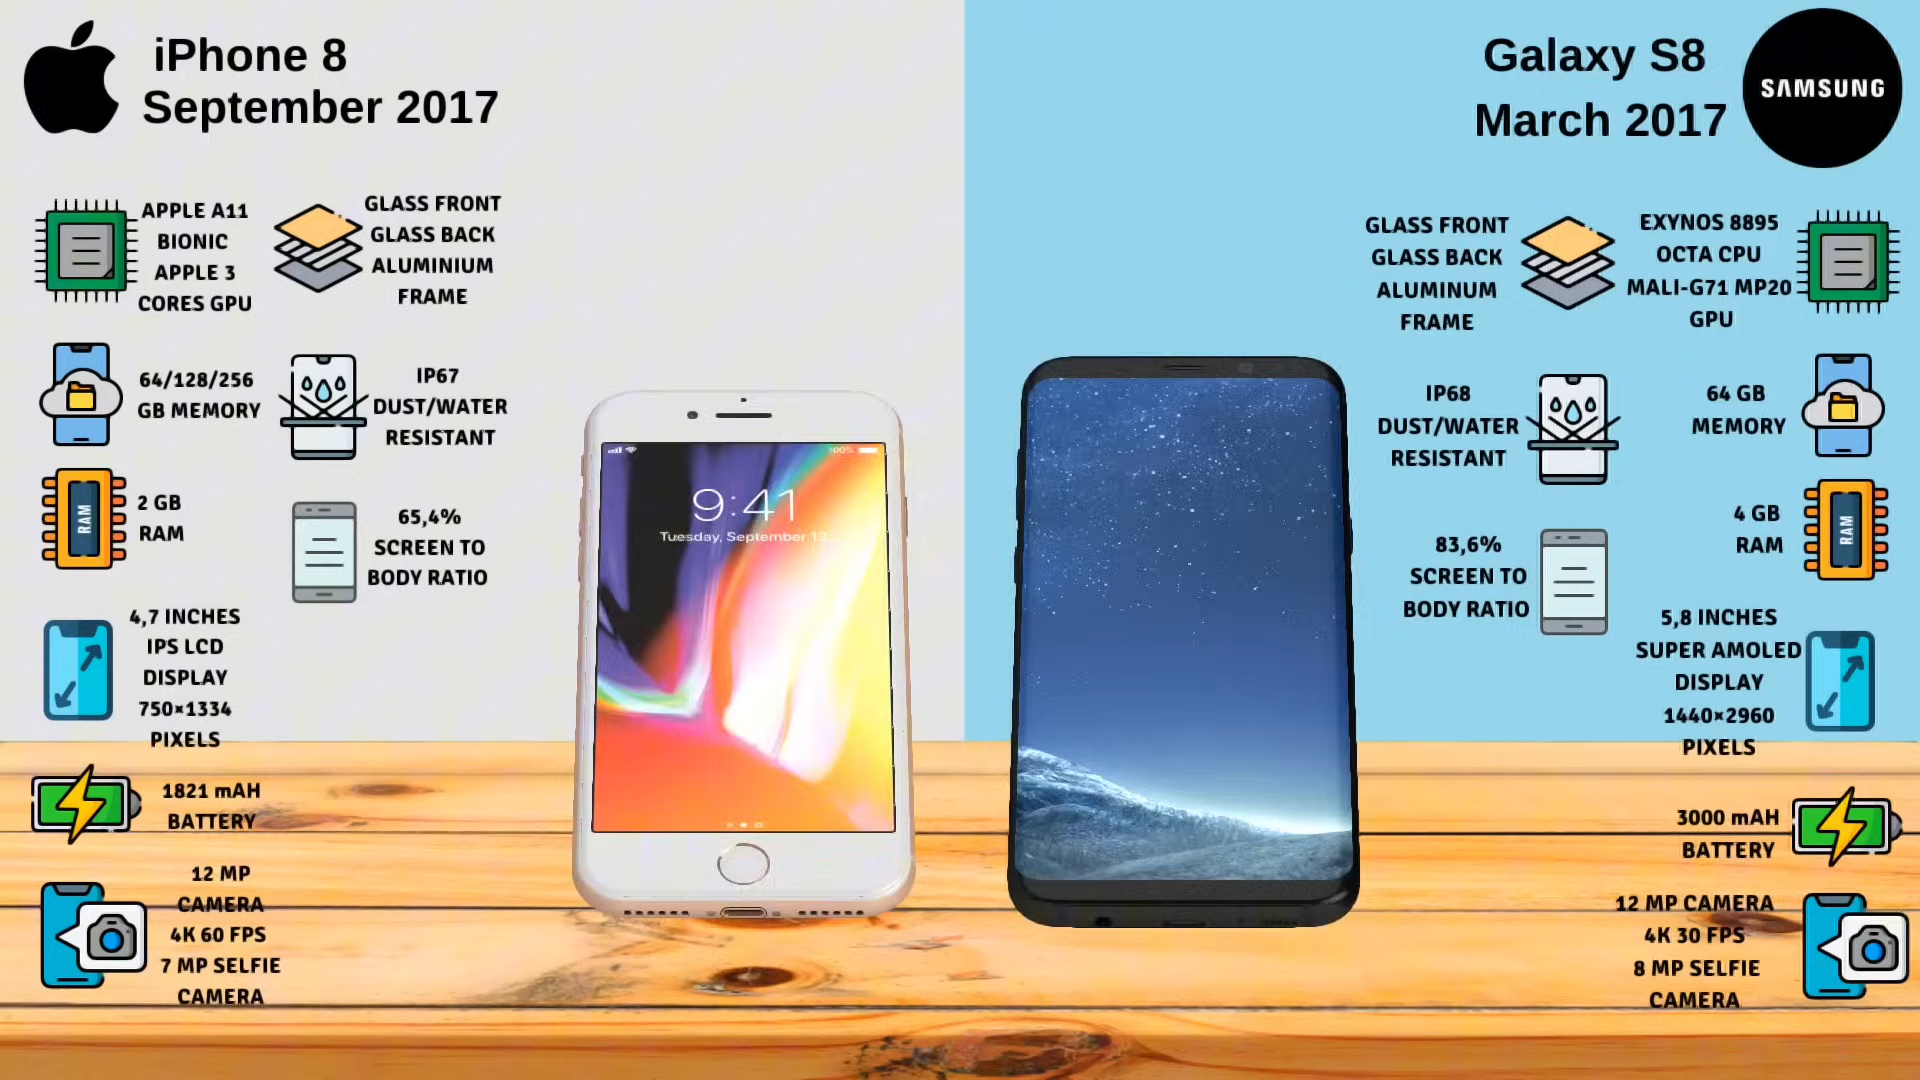 iPhone 8
September 2017
APPLE A11
BIONIC
APPLE 3
CORES GPU
GLASS FRONT
GLASS BACK
ALUMINIUM
FRAME
64/128/256
GB MEMORY
IP67
DUST/WATER
RESISTANT
RAM
2 GB
RAM
65,4%
SCREEN TO
BODY RATIO
4,7 INCHES
IPS LCD
DISPLAY
750×1334
PIXELS
1821 mAH
BATTERY
12 MP
CAMERA
4K 60 FPS
7 MP SELFIE
CAMERA
100%
9:41
Tuesday, September 12
Galaxy S8
March 2017
SAMSUNG
GLASS FRONT
GLASS BACK
ALUMINUM
FRAME
EXYNOS 8895
OCTA CPU
MALI-G71 MP20
GPU
IP68
DUST/WATER
RESISTANT
64 GB
MEMORY
83,6%
SCREEN TO
BODY RATIO
4 GB
RAM
RAM
5,8 INCHES
SUPER AMOLED
DISPLAY
1440×2960
PIXELS
3000 mAH
BATTERY
12 MP CAMERA
4K 30 FPS
8 MP SELFIE
CAMERA